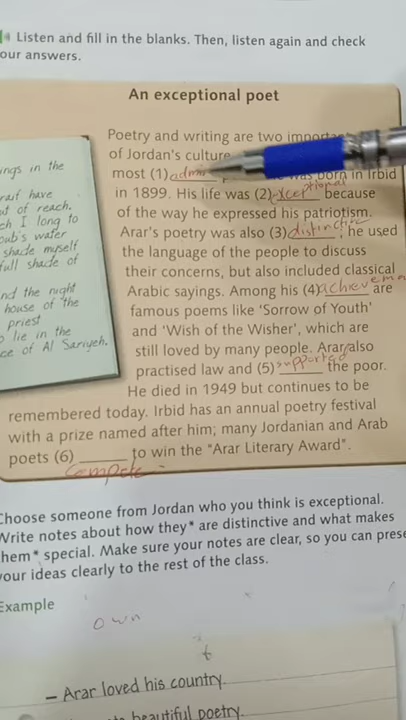 Listen and fill in the blanks. Then, listen again and check
our answers.
An exceptional poet
Poetry and writing are two
of Jordan's culture
most (1) was born in Irbid
in 1899. His life was (2) exceptional because
of the way he expressed his patriotism.
Arar's poetry was also (3) distinctive; he used
the language of the people to discuss
their concerns, but also included classical
Arabic sayings. Among his (4) are
famous poems like 'Sorrow of Youth'
and 'Wish of the Wisher', which are
still loved by many people. Arar also
practised law and (5) supported the poor.
He died in 1949 but continues to be
remembered today. Irbid has an annual poetry festival
with a prize named after him; many Jordanian and Arab
poets (6) ______ to win the "Arar Literary Award".
compete
ings in the
have
of reach.
I long to
water
shade myself
full shade of
nd the night
house of the
priest
lie in the
of Al Sariyeh.
Choose someone from Jordan who you think is exceptional.
Write notes about how they* are distinctive and what makes
hem* special. Make sure your notes are clear, so you can prese
your ideas clearly to the rest of the class.
Example
own
t
– Arar loved his country.
beautiful poetry.